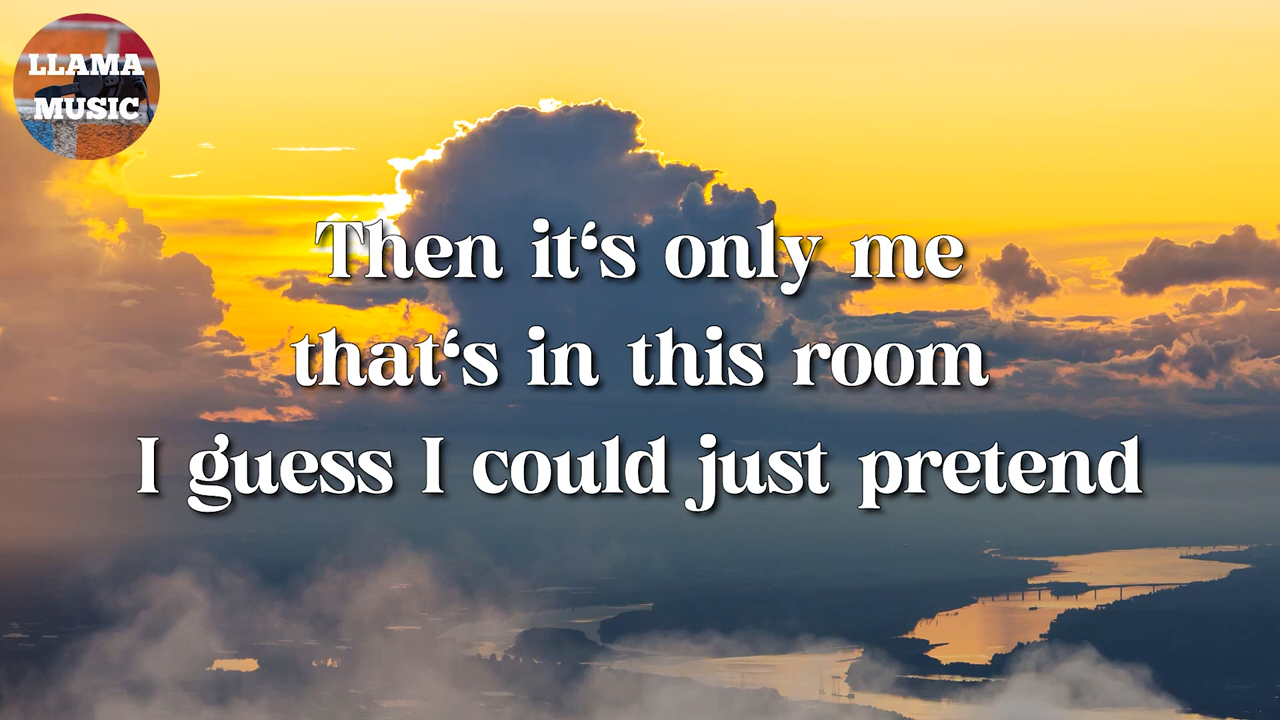 LLAMA
MUSIC
Then it‘s only me
that‘s in this room
I guess I could just pretend